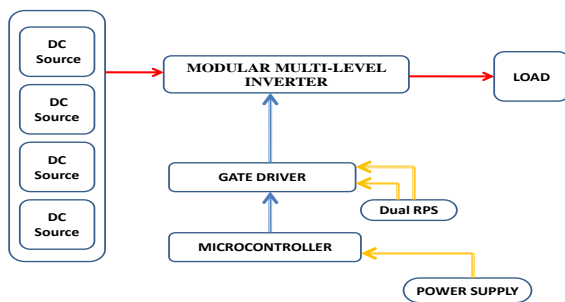 DC
Source
DC
Source
DC
Source
DC
Source
MODULAR MULTI-LEVEL
INVERTER
LOAD
GATE DRIVER
Dual RPS
MICROCONTROLLER
POWER SUPPLY